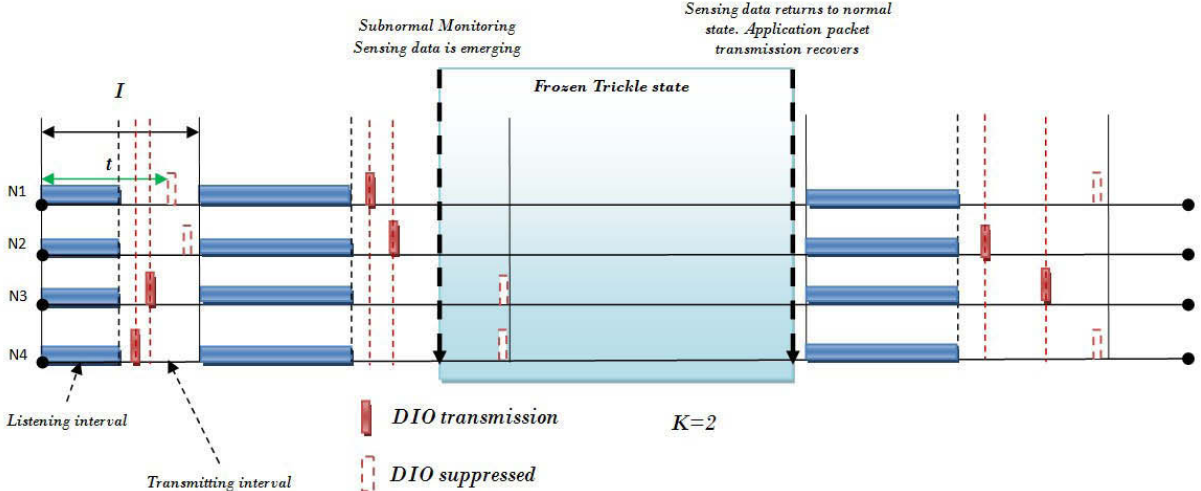 Subnormal Monitoring
Sensing data is emerging
Sensing data returns to normal
state. Application packet
transmission recovers
Frozen Trickle state
I
t
N1
N2
N3
N4
Listening interval
Transmitting interval
DIO transmission
K=2
DIO suppressed